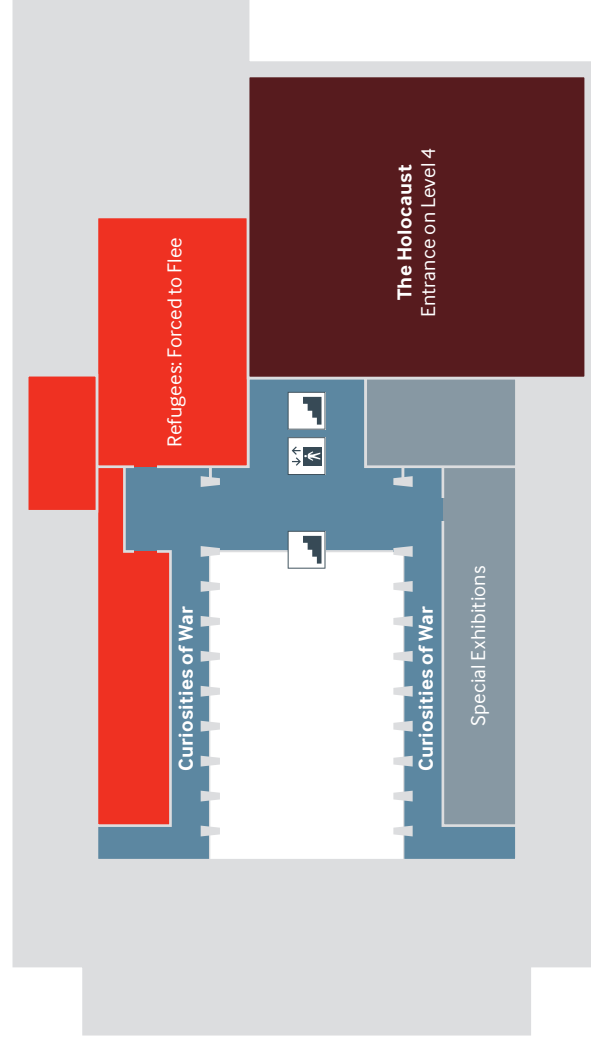 Refugees: Forced to Flee
The Holocaust
Entrance on Level 4
Curiosities of War
Curiosities of War
Special Exhibitions